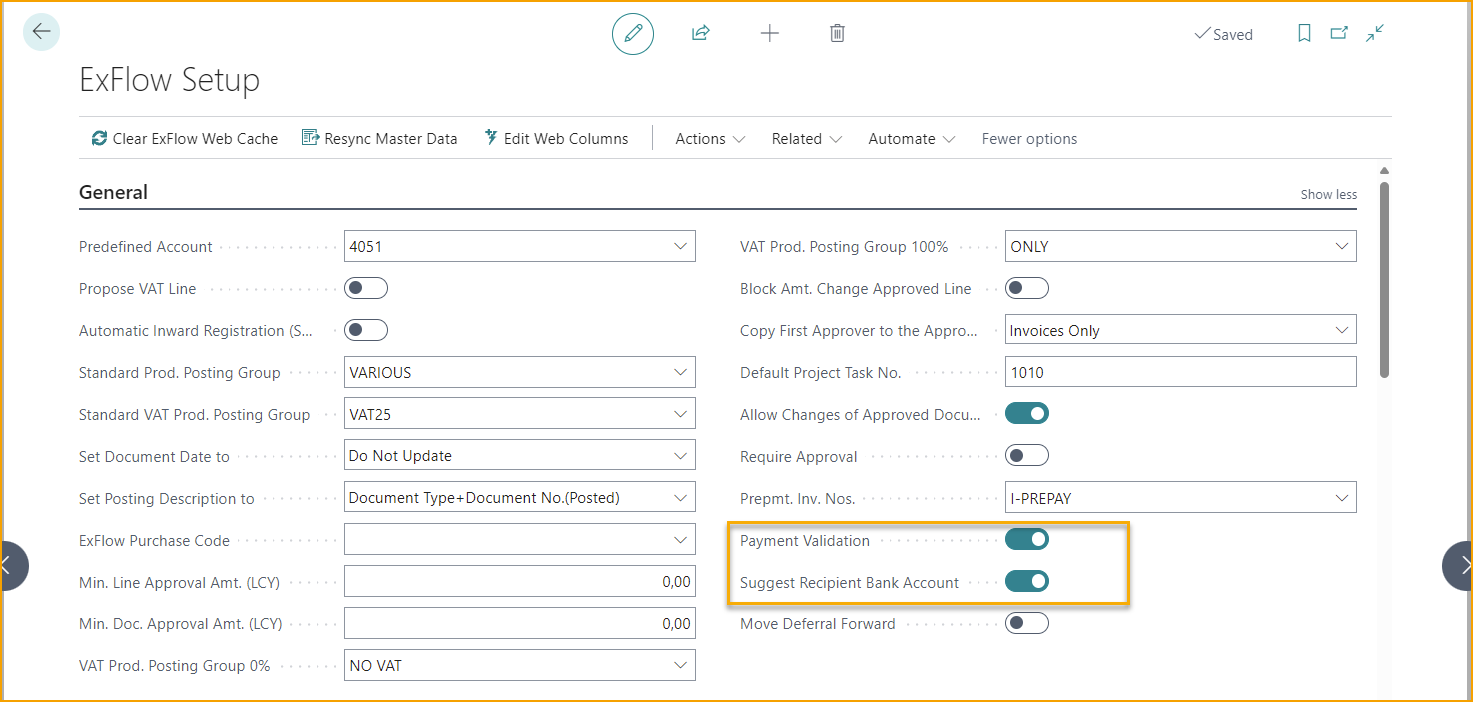 Saved
ExFlow Setup
Clear ExFlow Web Cache Resync Master Data Edit Web Columns Actions Related Automate Fewer options
General Show less
Predefined Account 4051
Propose VAT Line
Automatic Inward Registration (S...
Standard Prod. Posting Group VARIOUS
Standard VAT Prod. Posting Group VAT25
Set Document Date to Do Not Update
Set Posting Description to Document Type+Document No.(Posted)
ExFlow Purchase Code
Min. Line Approval Amt. (LCY) 0,00
Min. Doc. Approval Amt. (LCY) 0,00
VAT Prod. Posting Group 0% NO VAT
VAT Prod. Posting Group 100% ONLY
Block Amt. Change Approved Line
Copy First Approver to the Appro... Invoices Only
Default Project Task No. 1010
Allow Changes of Approved Docu...
Require Approval
Prepmt. Inv. Nos. I-PREPAY
Payment Validation
Suggest Recipient Bank Account
Move Deferral Forward